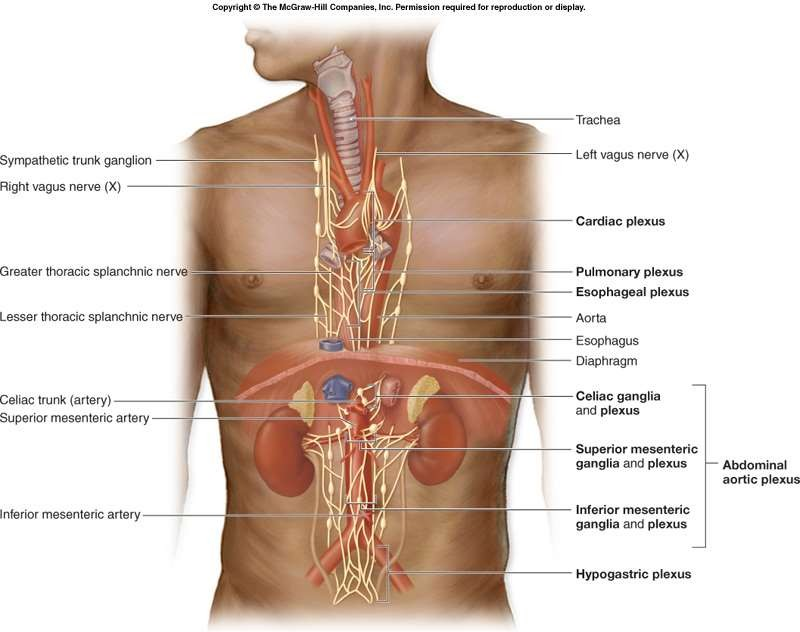 Copyright © The McGraw-Hill Companies, Inc. Permission required for reproduction or display.
Sympathetic trunk ganglion
Right vagus nerve (X)
Greater thoracic splanchnic nerve
Lesser thoracic splanchnic nerve
Celiac trunk (artery)
Superior mesenteric artery
Inferior mesenteric artery
Trachea
Left vagus nerve (X)
Cardiac plexus
Pulmonary plexus
Esophageal plexus
Aorta
Esophagus
Diaphragm
Celiac ganglia
and plexus
Superior mesenteric
ganglia and plexus
Inferior mesenteric
ganglia and plexus
Hypogastric plexus
Abdominal
aortic plexus